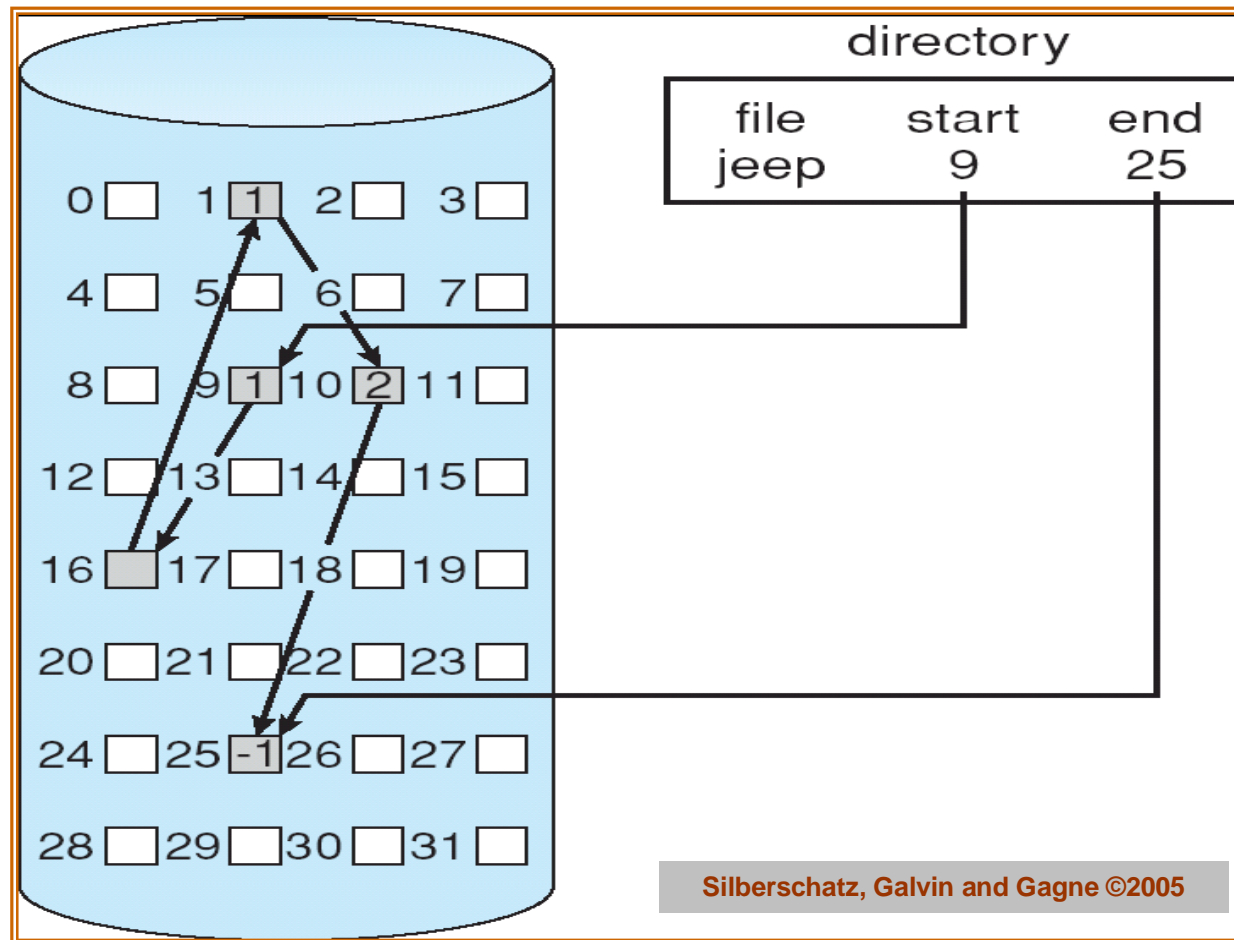 directory
file start end
jeep 9 25
0 1 1 2 3
4 5 6 7
8 9 1 10 2 11
12 13 14 15
16 17 18 19
20 21 22 23
24 25 -1 26 27
28 29 30 31
Silberschatz, Galvin and Gagne ©2005